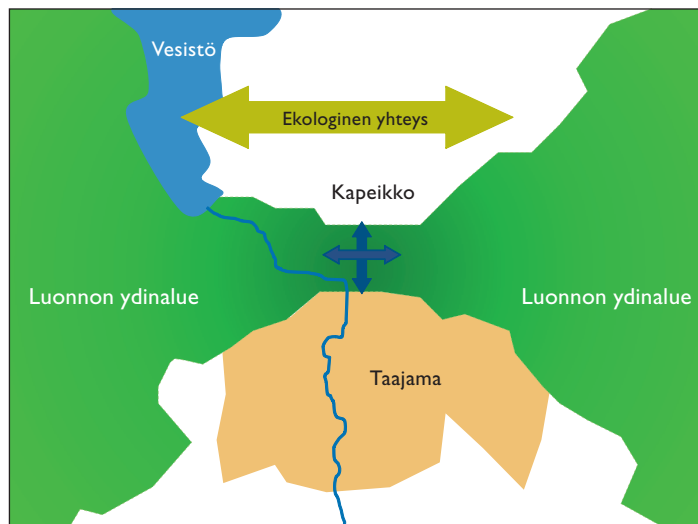 Vesistö
Ekologinen yhteys
Kapeikko
Luonnon ydinalue
Luonnon ydinalue
Taajama